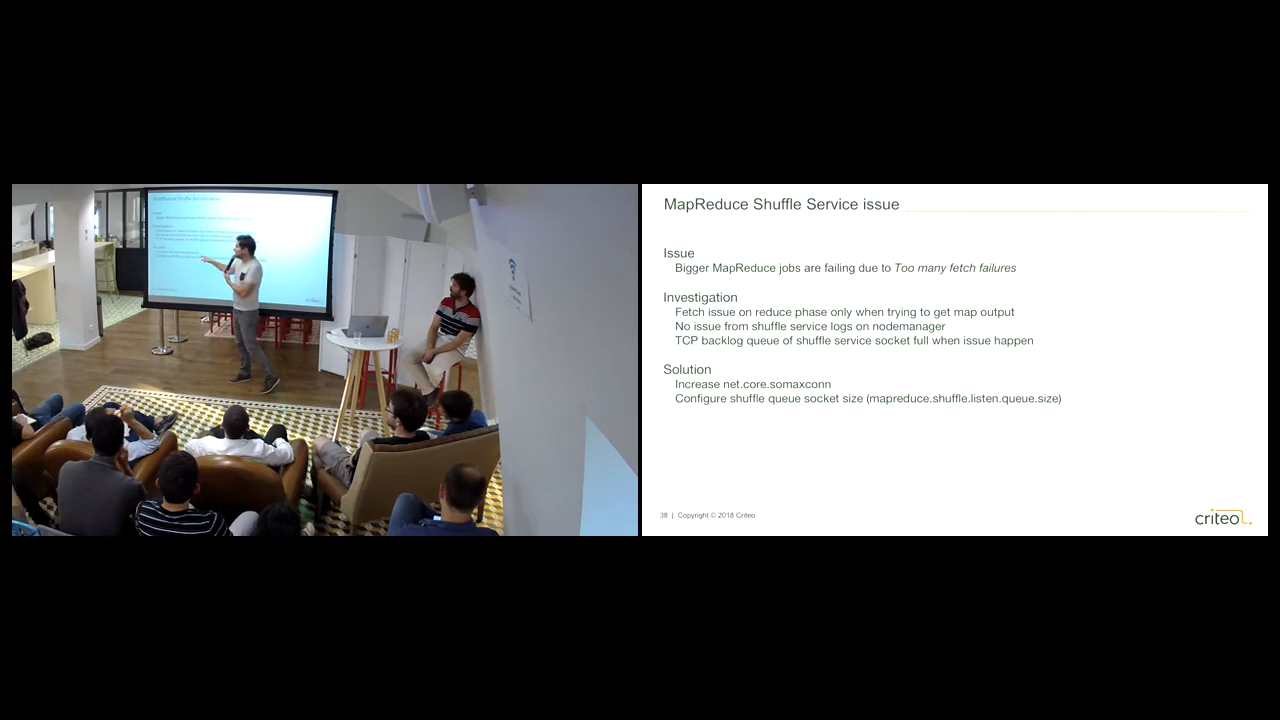 MapReduce Shuffle Service issue
Issue
Bigger MapReduce jobs are failing due to Too many fetch failures
Investigation
Fetch issue on reduce phase only when trying to get map output
No issue from shuffle service logs on nodemanager
TCP backlog queue of shuffle service socket full when issue happen
Solution
Increase net.core.somaxconn
Configure shuffle queue socket size (mapreduce.shuffle.listen.queue.size)
38 | Copyright © 2018 Criteo
criteo